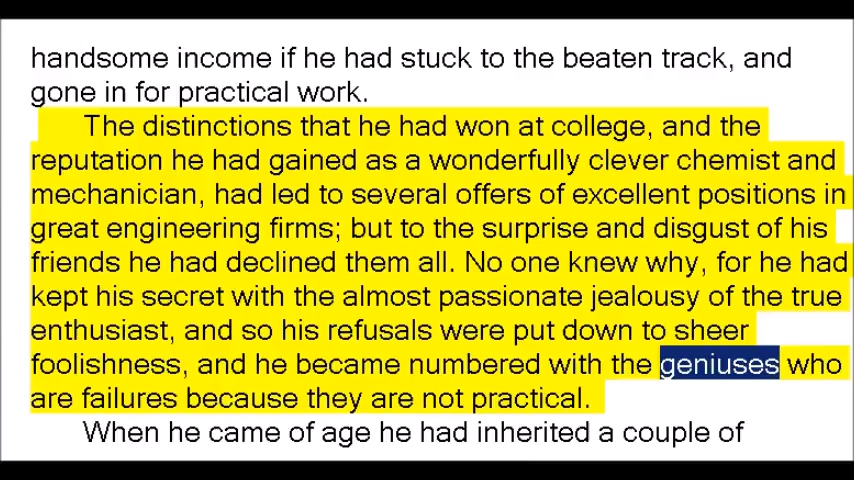 handsome income if he had stuck to the beaten track, and
gone in for practical work.
The distinctions that he had won at college, and the
reputation he had gained as a wonderfully clever chemist and
mechanician, had led to several offers of excellent positions in
great engineering firms; but to the surprise and disgust of his
friends he had declined them all. No one knew why, for he had
kept his secret with the almost passionate jealousy of the true
enthusiast, and so his refusals were put down to sheer
foolishness, and he became numbered with the geniuses who
are failures because they are not practical.
When he came of age he had inherited a couple of